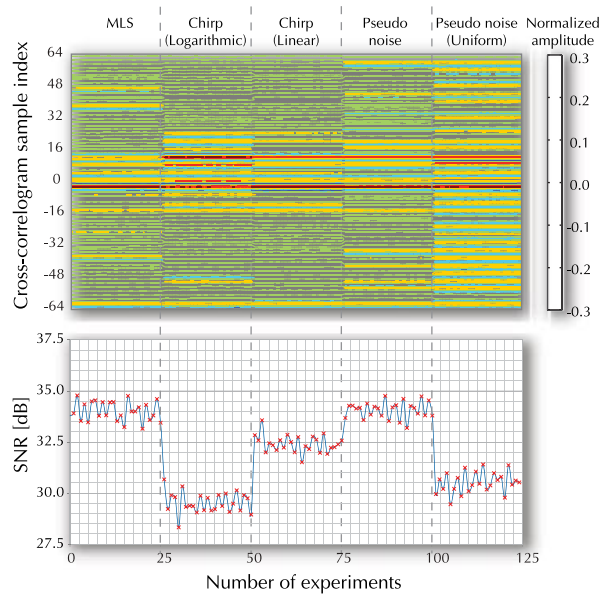 MLS
Chirp
(Logarithmic)
Chirp
(Linear)
Pseudo
noise
Pseudo noise
(Uniform)
Normalized
amplitude
Cross-correlogram sample index
64
48
32
16
0
-16
-32
-48
-64
0.3
0.2
0.1
0.0
-0.1
-0.2
-0.3
SNR [dB]
37.5
35.0
32.5
30.0
27.5
0
25
50
75
100
125
Number of experiments